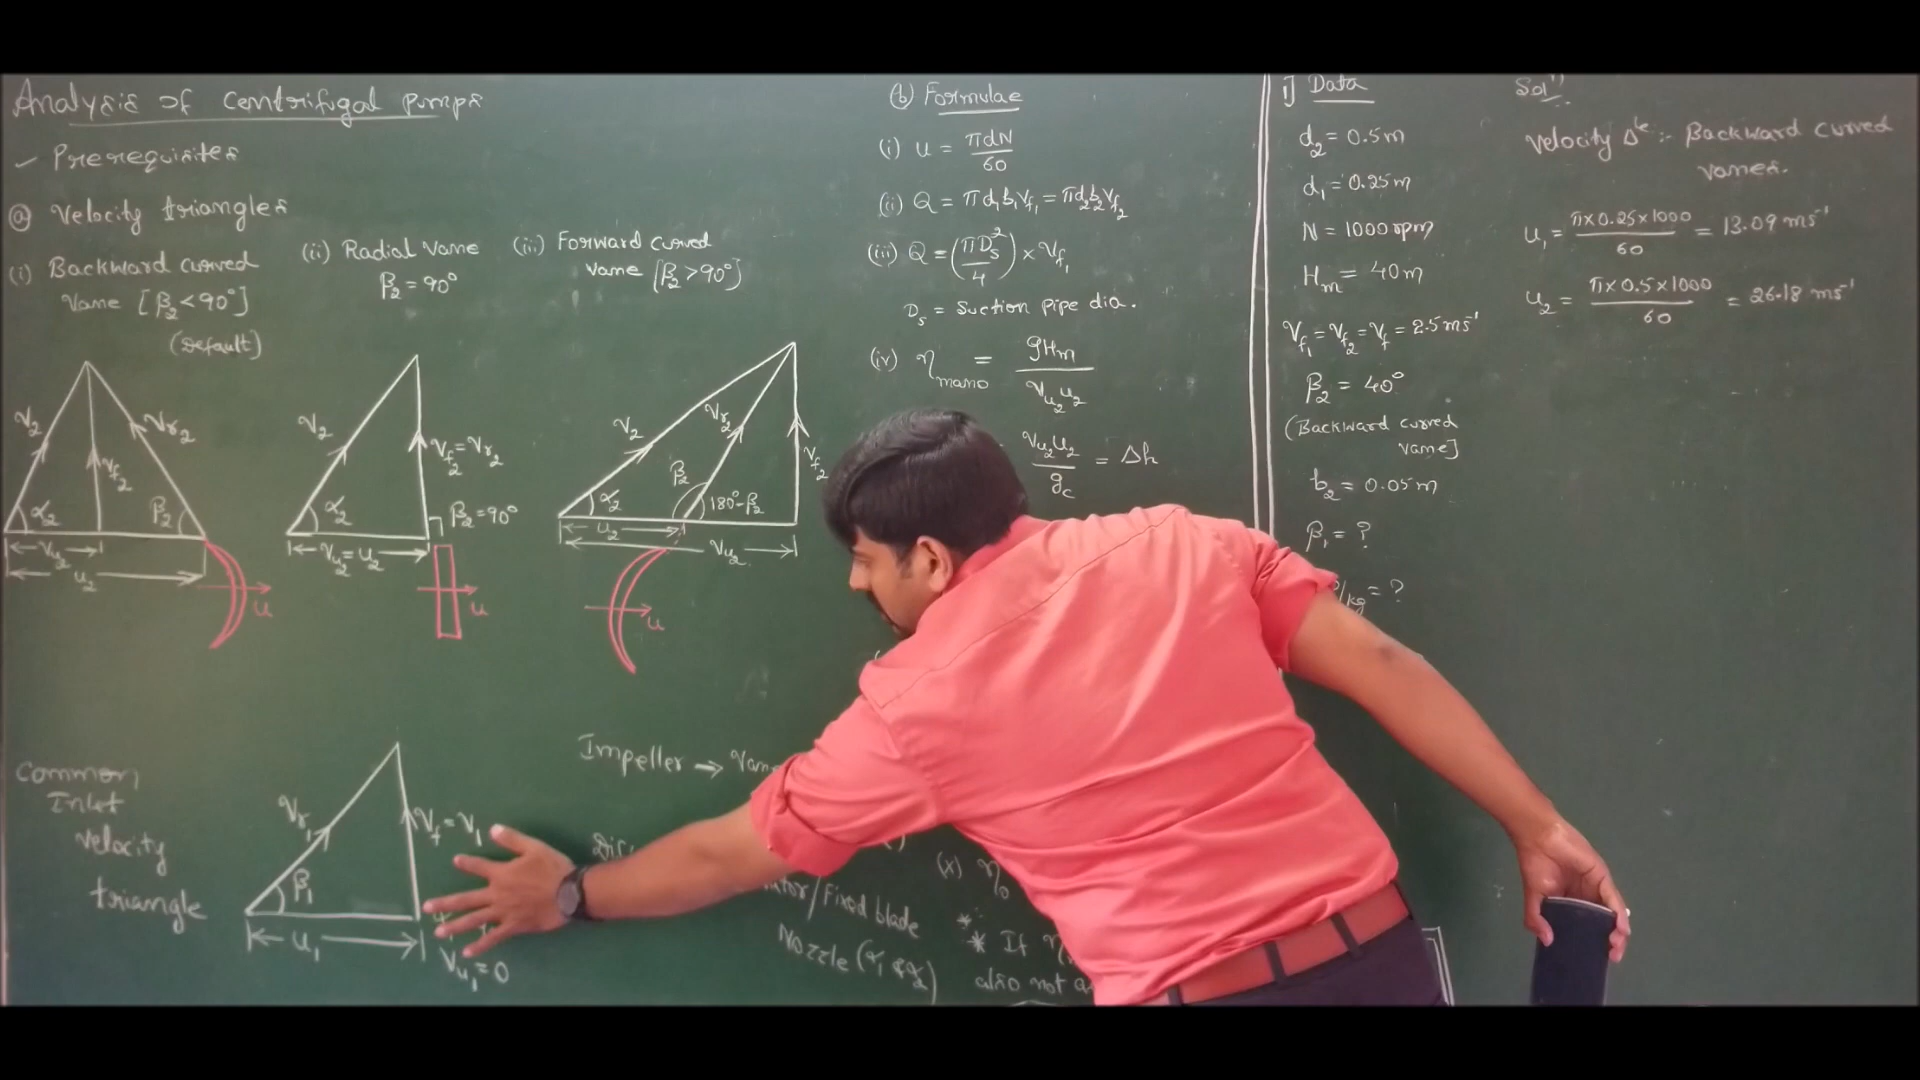 Analysis of Centrifugal pumps
✓ Prerequisites
(a) Velocity triangles
(i) Backward curved
Vane [β₂<90°]
(Default)
(ii) Radial Vane
β₂=90°
(iii) Forward curved
Vane [β₂>90°]
V₂
Vf₂
Vr₂
α₂
β₂
Vu₂
u₂
u
V₂
Vf₂=Vr₂
α₂
β₂=90°
Vu₂=u₂
u
V₂
Vr₂
Vf₂
α₂
β₂
180°-β₂
u₂
Vu₂
u
Common
Inlet
velocity
triangle
Vr₁
Vf=V₁
β₁
u₁
Vu₁=0
Impeller → Vane
/Fixed blade
Nozzle (α₁ & α₂)
(b) Formulae
(i) u = πdN/60
(ii) Q = πd₁b₁Vf₁ = πd₂b₂Vf₂
(iii) Q = (πDs²/4) × Vf₁
Ds = Suction pipe dia.
(iv) ηmano = gHm/Vu₂u₂
Vu₂u₂/gc = Δh
(x) ηo
** If
also not
i] Data
d₂ = 0.5m
d₁ = 0.25m
N = 1000rpm
Hm = 40m
Vf₁=Vf₂=Vf = 2.5ms⁻¹
β₂ = 40°
(Backward curved
vane]
b₂ = 0.05m
β₁ = ?
/kg = ?
Solⁿ.
Velocity Δˡᵉ :- Backward curved
vanes.
u₁ = π×0.25×1000/60 = 13.09 ms⁻¹
u₂ = π×0.5×1000/60 = 26.18 ms⁻¹